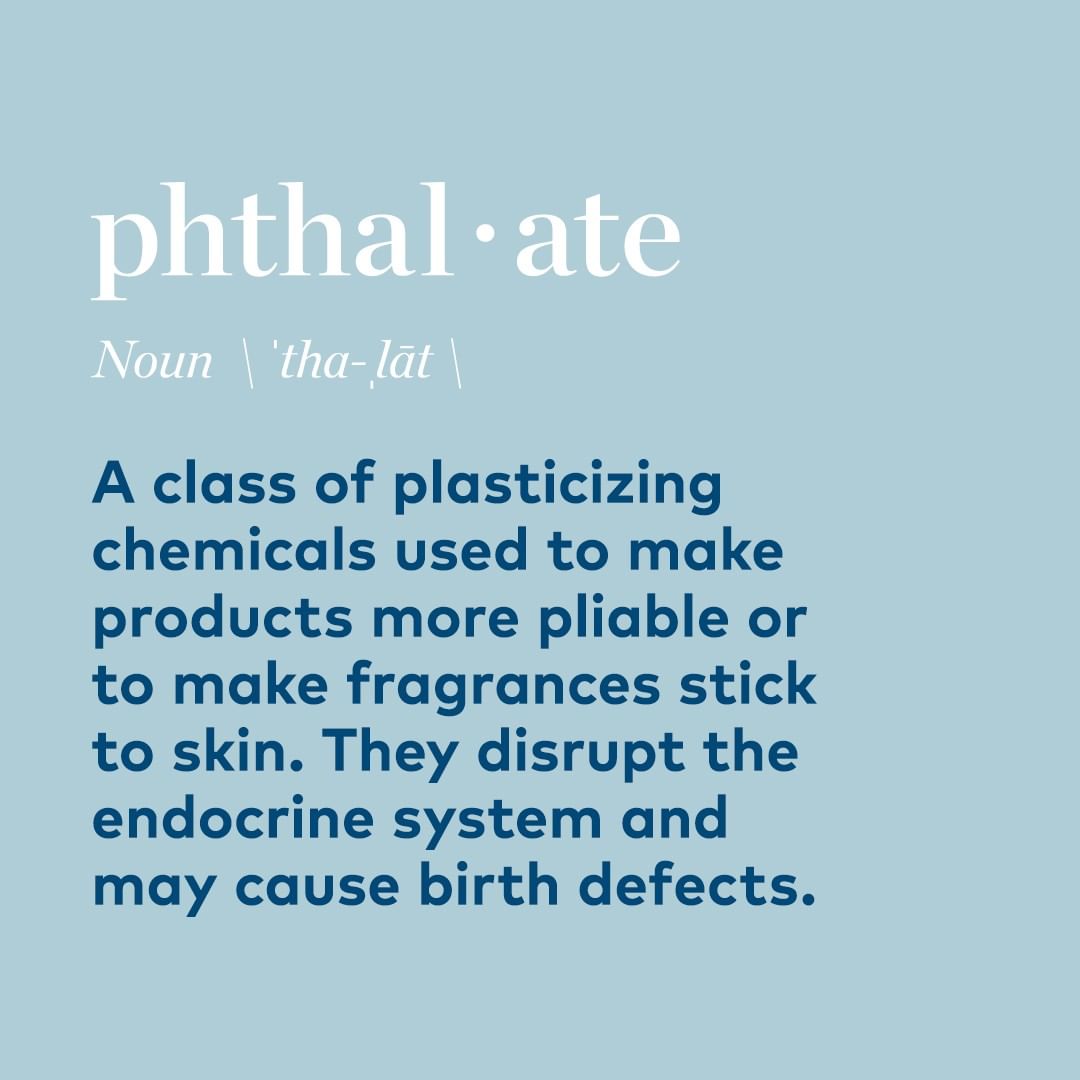 phthal·ate
Noun \ ˈtha-ˌlāt \
A class of plasticizing
chemicals used to make
products more pliable or
to make fragrances stick
to skin. They disrupt the
endocrine system and
may cause birth defects.